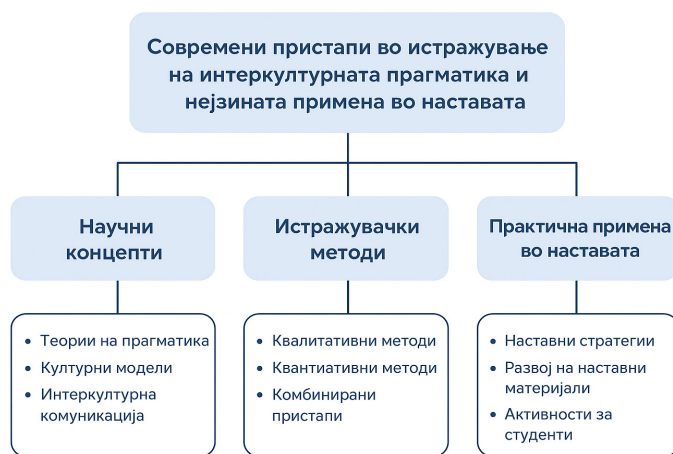 Современи пристапи во истражување
на интеркултурната прагматика и
нејзината примена во наставата
Научни
концепти
Истражувачки
методи
Практична примена
во наставата
• Теории на прагматика
• Културни модели
• Интеркултурна
комуникација
• Квалитативни методи
• Квантиативни методи
• Комбинирани
пристапи
• Наставни стратегии
• Развој на наставни
материјали
• Активности за
студенти